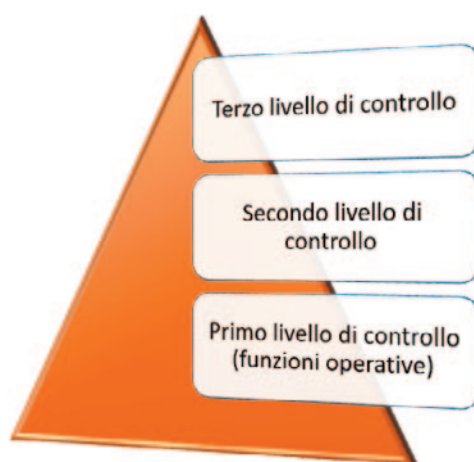 Terzo livello di controllo
Secondo livello di
controllo
Primo livello di controllo
(funzioni operative)